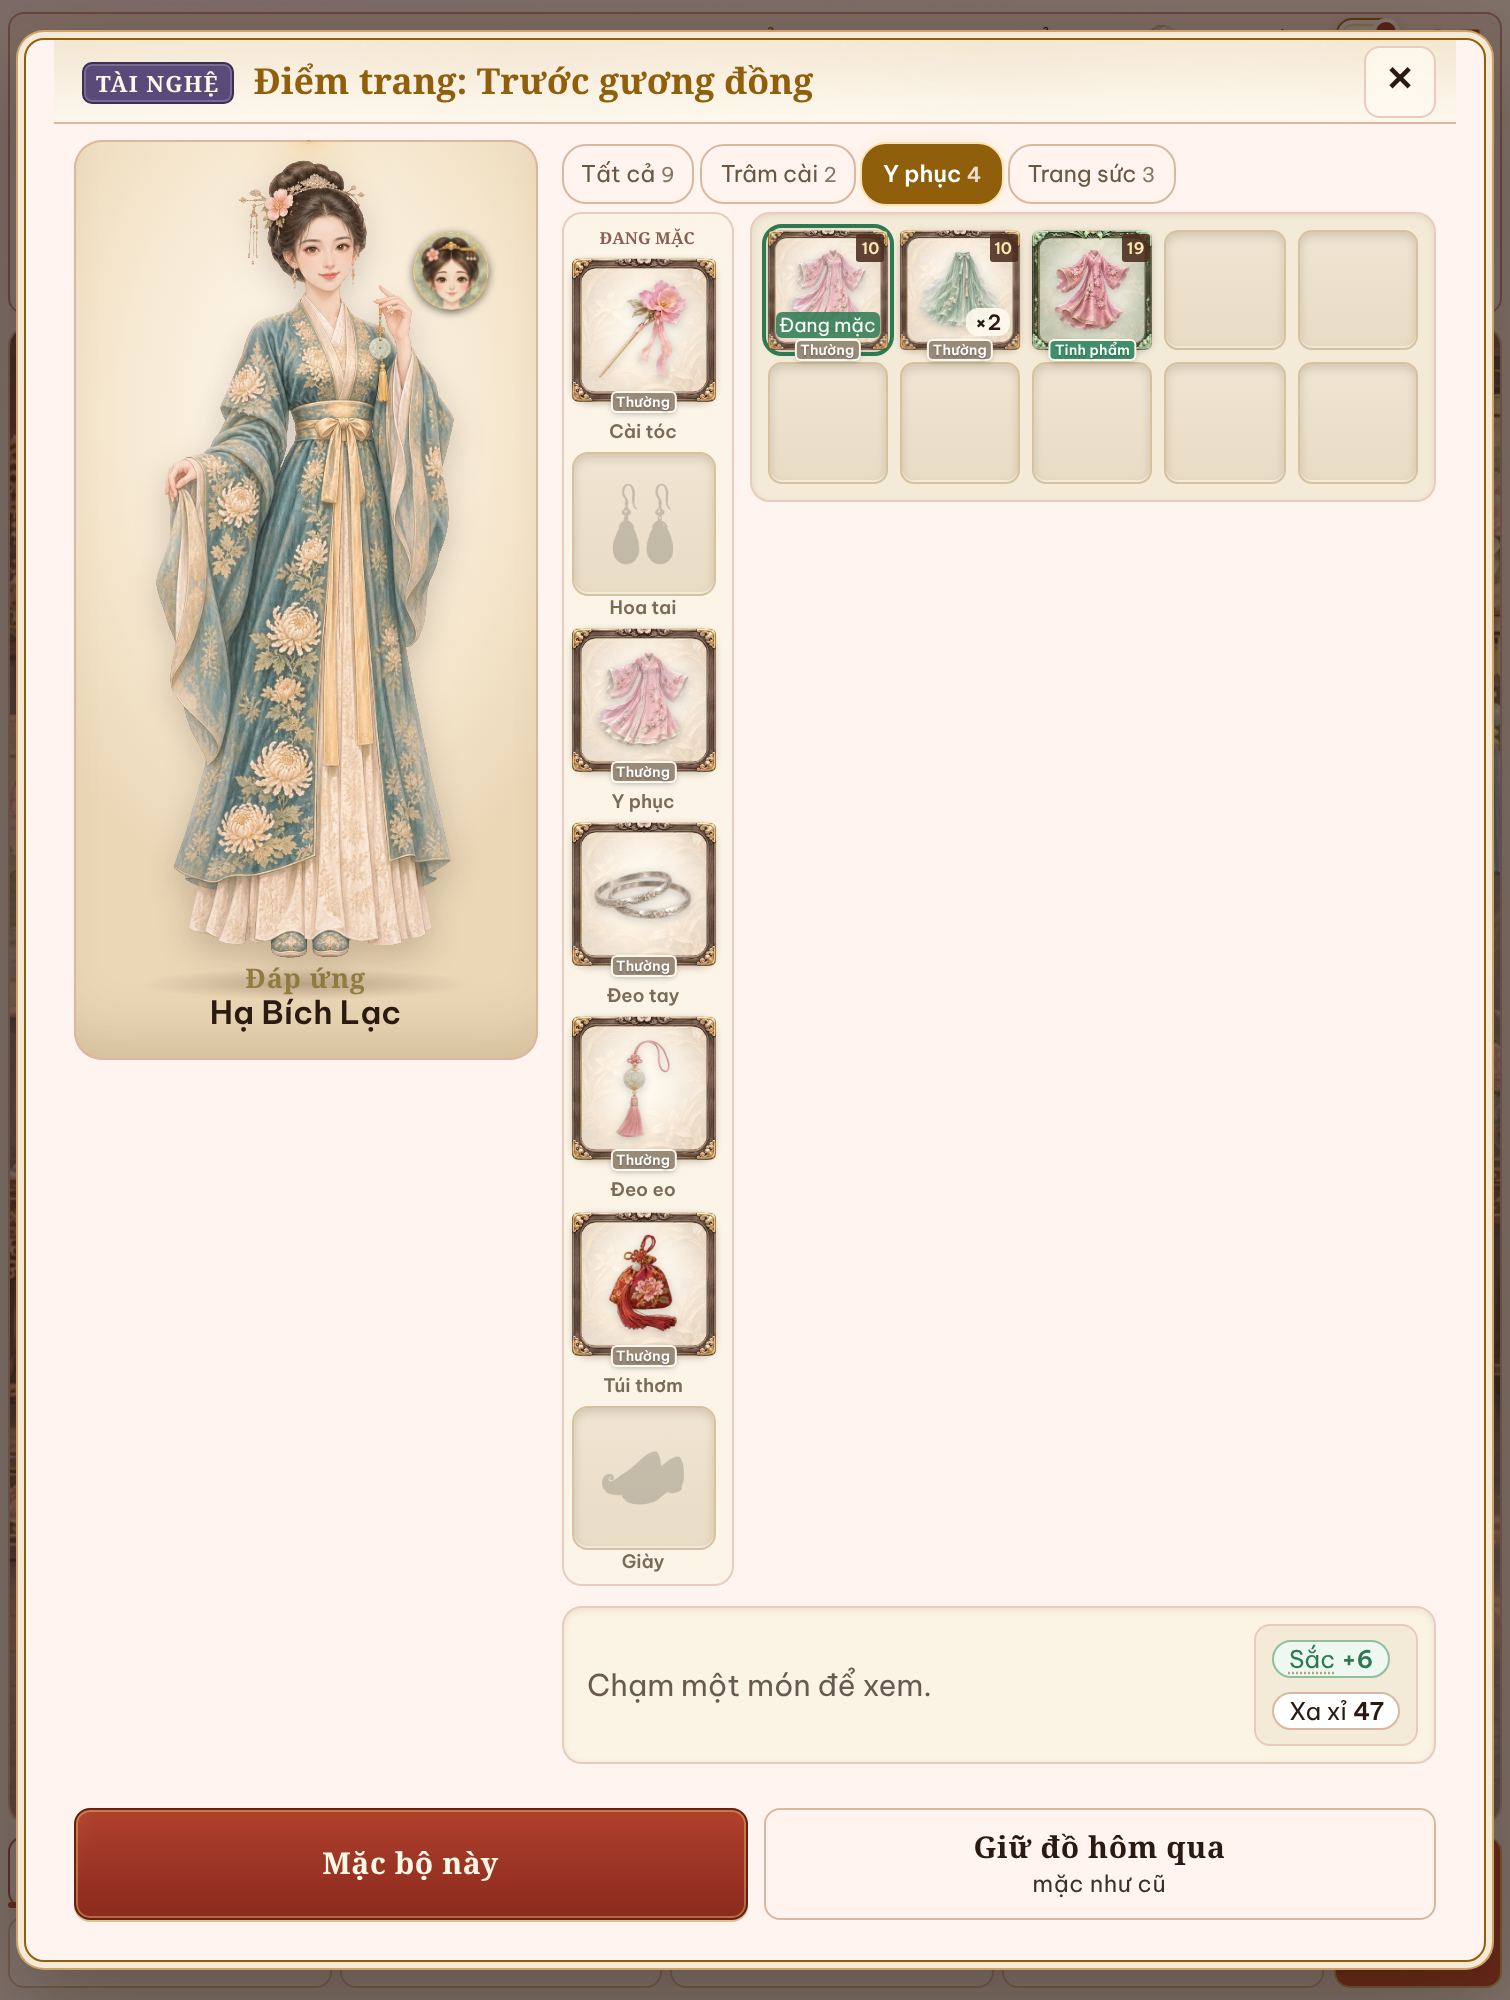 TÀI NGHỆ
Điểm trang: Trước gương đồng
×
Tất cả 9
Trâm cài 2
Y phục 4
Trang sức 3
Đáp ứng
Hạ Bích Lạc
ĐANG MẶC
Thường
Cài tóc
Hoa tai
Thường
Y phục
Thường
Đeo tay
Thường
Đeo eo
Thường
Túi thơm
Giày
10
Đang mặc
Thường
10
×2
Thường
19
Tinh phẩm
Chạm một món để xem.
Sắc +6
Xa xỉ 47
Mặc bộ này
Giữ đồ hôm qua
mặc như cũ